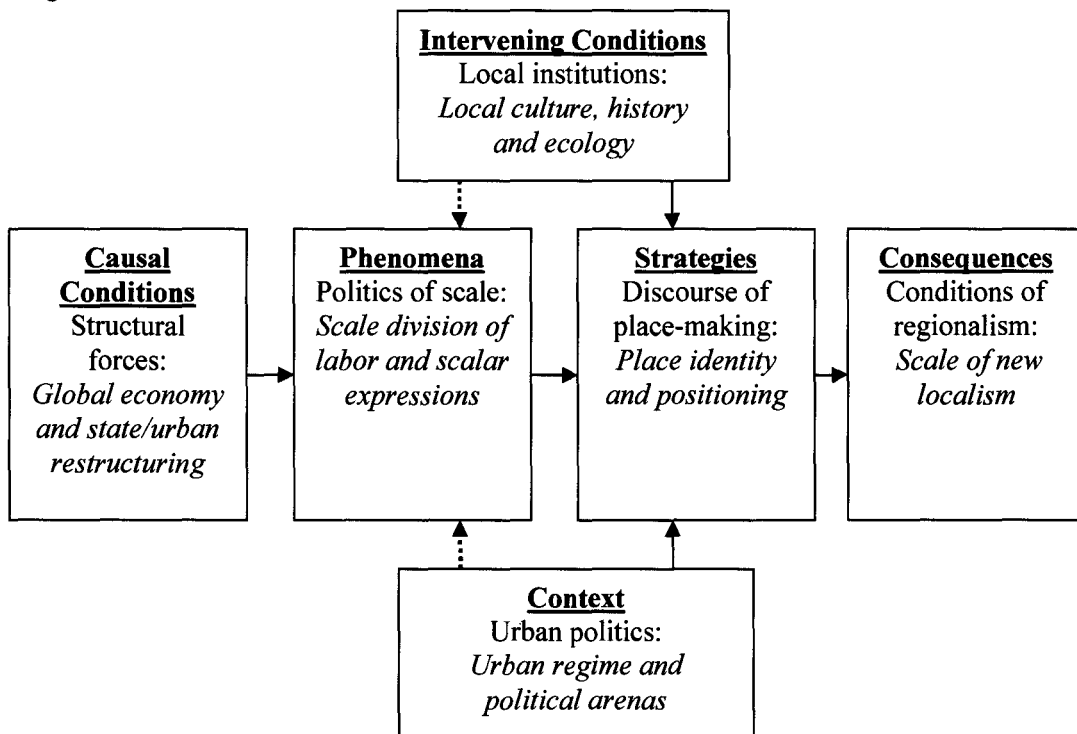 Intervening Conditions
Local institutions:
Local culture, history
and ecology
Causal
Conditions
Structural
forces:
Global economy
and state/urban
restructuring
Phenomena
Politics of scale:
Scale division of
labor and scalar
expressions
Strategies
Discourse of
place-making:
Place identity
and positioning
Consequences
Conditions of
regionalism:
Scale of new
localism
Context
Urban politics:
Urban regime and
political arenas